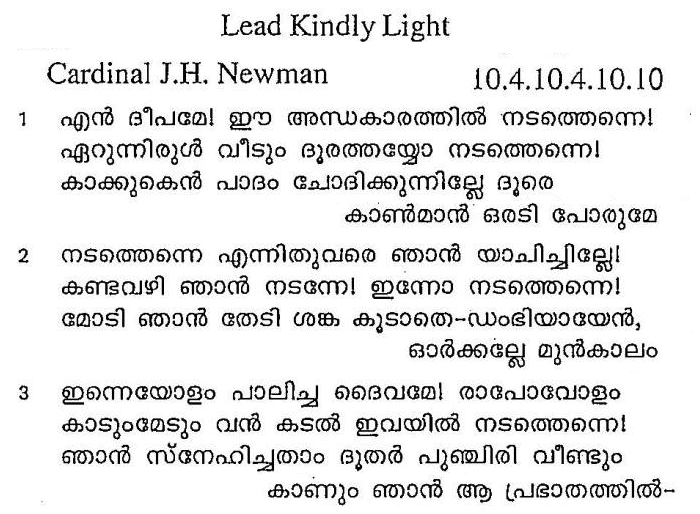 Lead Kindly Light
Cardinal J.H. Newman 10.4.10.4.10.10
1 എൻ ദീപമേ! ഈ അന്ധകാരത്തിൽ നടത്തെന്നെ!
ഏറുന്നിരുൾ വീടും ദൂരത്തയ്യോ നടത്തെന്നെ!
കാക്കുകെൻ പാദം ചോദിക്കുന്നില്ലേ ദൂരെ
കാൺമാൻ ഒരടി പോരുമേ
2 നടത്തെന്നെ എന്നിതുവരെ ഞാൻ യാചിച്ചില്ലേ!
കണ്ടവഴി ഞാൻ നടന്നേ! ഇന്നോ നടത്തെന്നെ!
മോടി ഞാൻ തേടി ശങ്ക കൂടാതെ-ഡംഭിയായേൻ,
ഓർക്കല്ലേ മുൻകാലം
3 ഇന്നെയോളം പാലിച്ച ദൈവമേ! രാപോവോളം
കാടുംമേടും വൻ കടൽ ഇവയിൽ നടത്തെന്നെ!
ഞാൻ സ്നേഹിച്ചതാം ദൂതർ പുഞ്ചിരി വീണ്ടും
കാണും ഞാൻ ആ പ്രഭാതത്തിൽ-